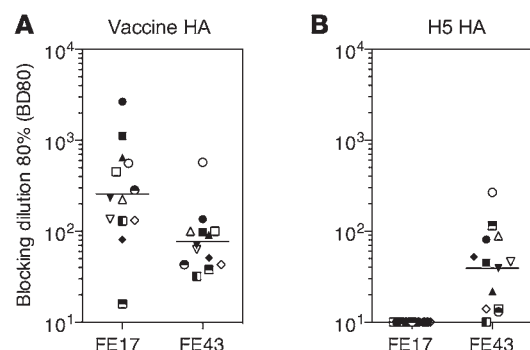 A Vaccine HA
B H5 HA
Blocking dilution 80% (BD80)
10⁴
10³
10²
10¹
FE17 FE43
10⁴
10³
10²
10¹
FE17 FE43